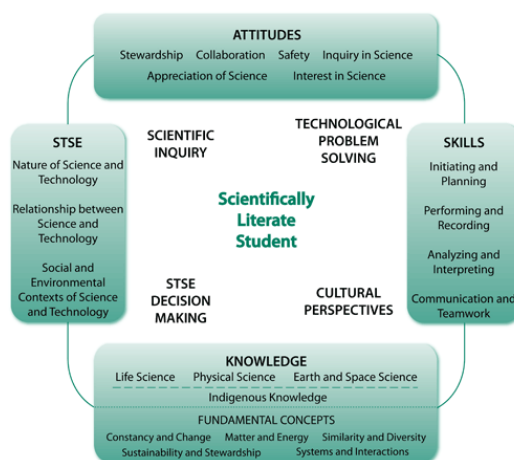 ATTITUDES
Stewardship Collaboration Safety Inquiry in Science
Appreciation of Science Interest in Science
STSE
Nature of Science and
Technology
Relationship between
Science and
Technology
Social and
Environmental
Contexts of Science
and Technology
SCIENTIFIC
INQUIRY
TECHNOLOGICAL
PROBLEM
SOLVING
Scientifically
Literate
Student
STSE
DECISION
MAKING
CULTURAL
PERSPECTIVES
SKILLS
Initiating and
Planning
Performing and
Recording
Analyzing and
Interpreting
Communication and
Teamwork
KNOWLEDGE
Life Science Physical Science Earth and Space Science
Indigenous Knowledge
FUNDAMENTAL CONCEPTS
Constancy and Change Matter and Energy Similarity and Diversity
Sustainability and Stewardship Systems and Interactions